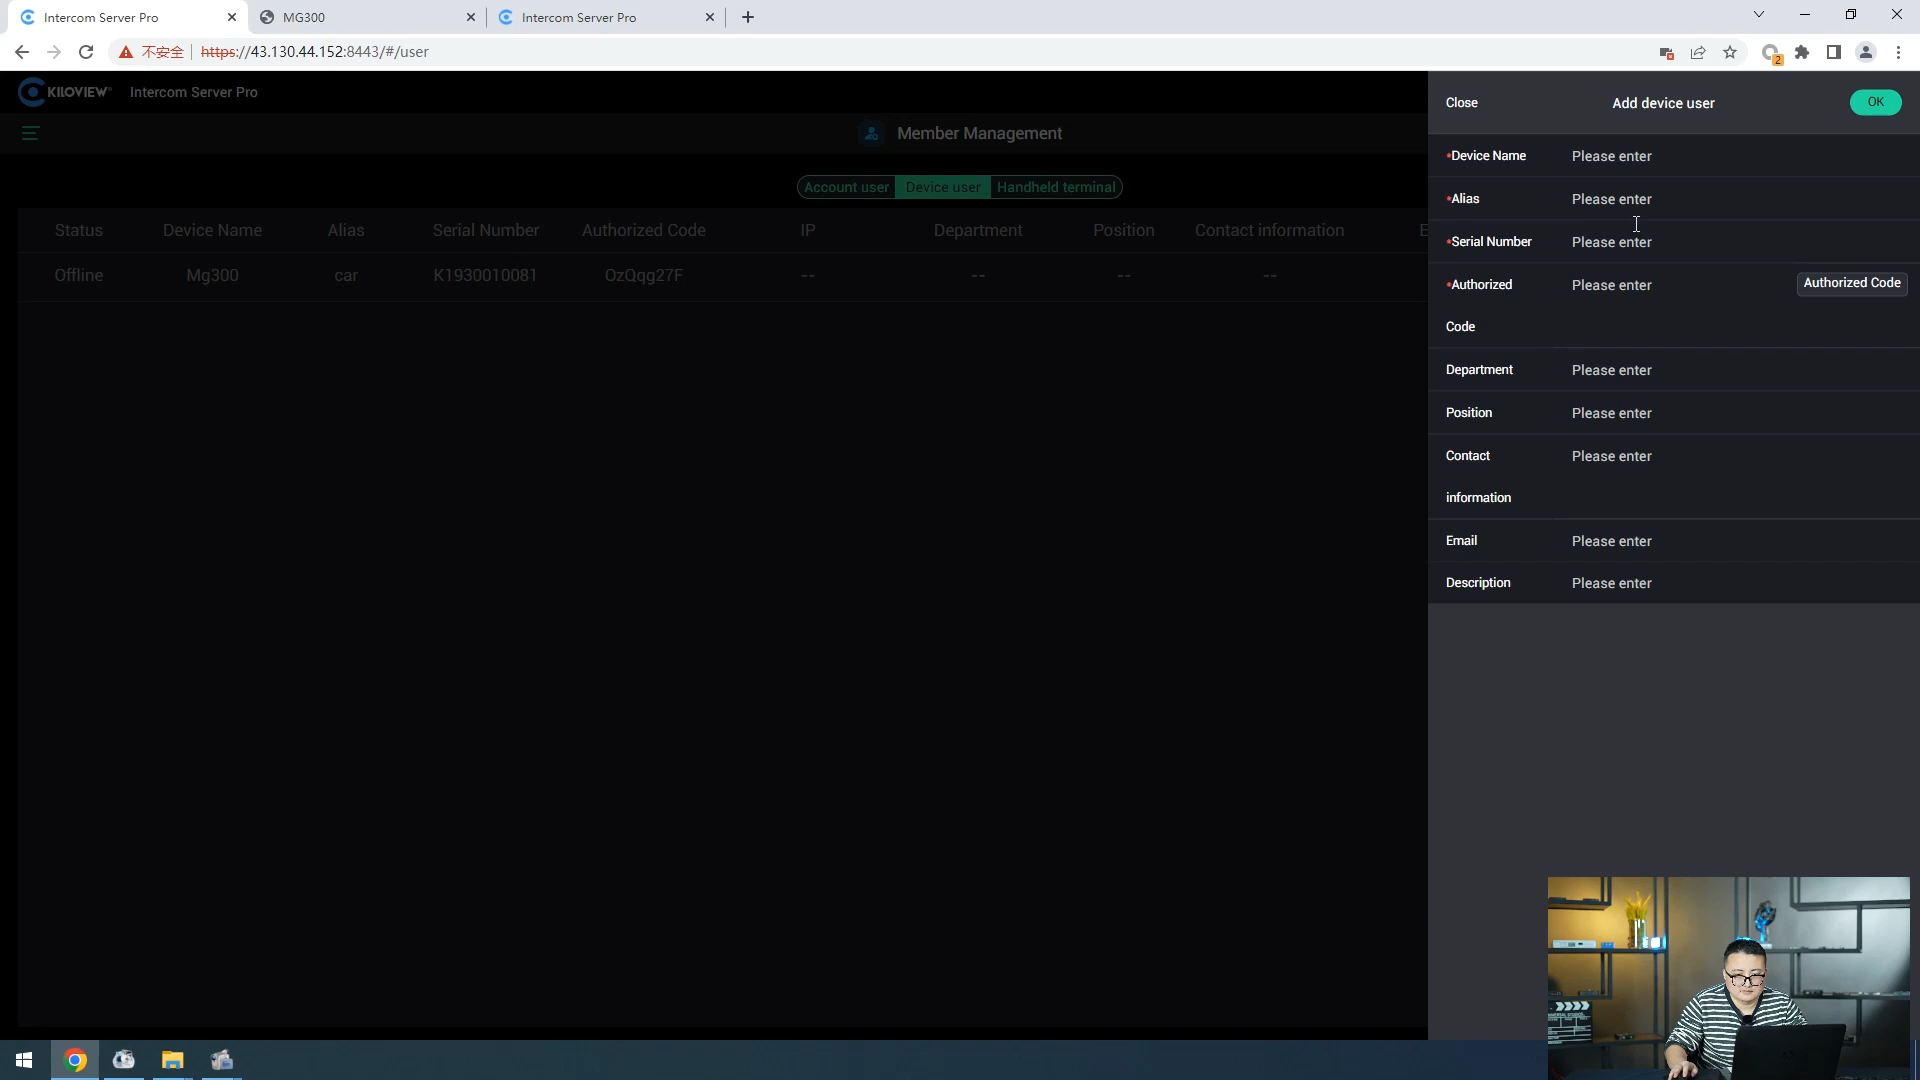 Intercom Server Pro
MG300
Intercom Server Pro
不安全
https://43.130.44.152:8443/#/user
2
KILOVIEW
Intercom Server Pro
Close
Add device user
OK
Member Management
Account user
Device user
Handheld terminal
Status
Device Name
Alias
Serial Number
Authorized Code
IP
Department
Position
Contact information
E
Offline
Mg300
car
K1930010081
OzQqg27F
--
--
--
--
*Device Name
Please enter
*Alias
Please enter
*Serial Number
Please enter
*Authorized
Code
Please enter
Authorized Code
Department
Please enter
Position
Please enter
Contact
information
Please enter
Email
Please enter
Description
Please enter